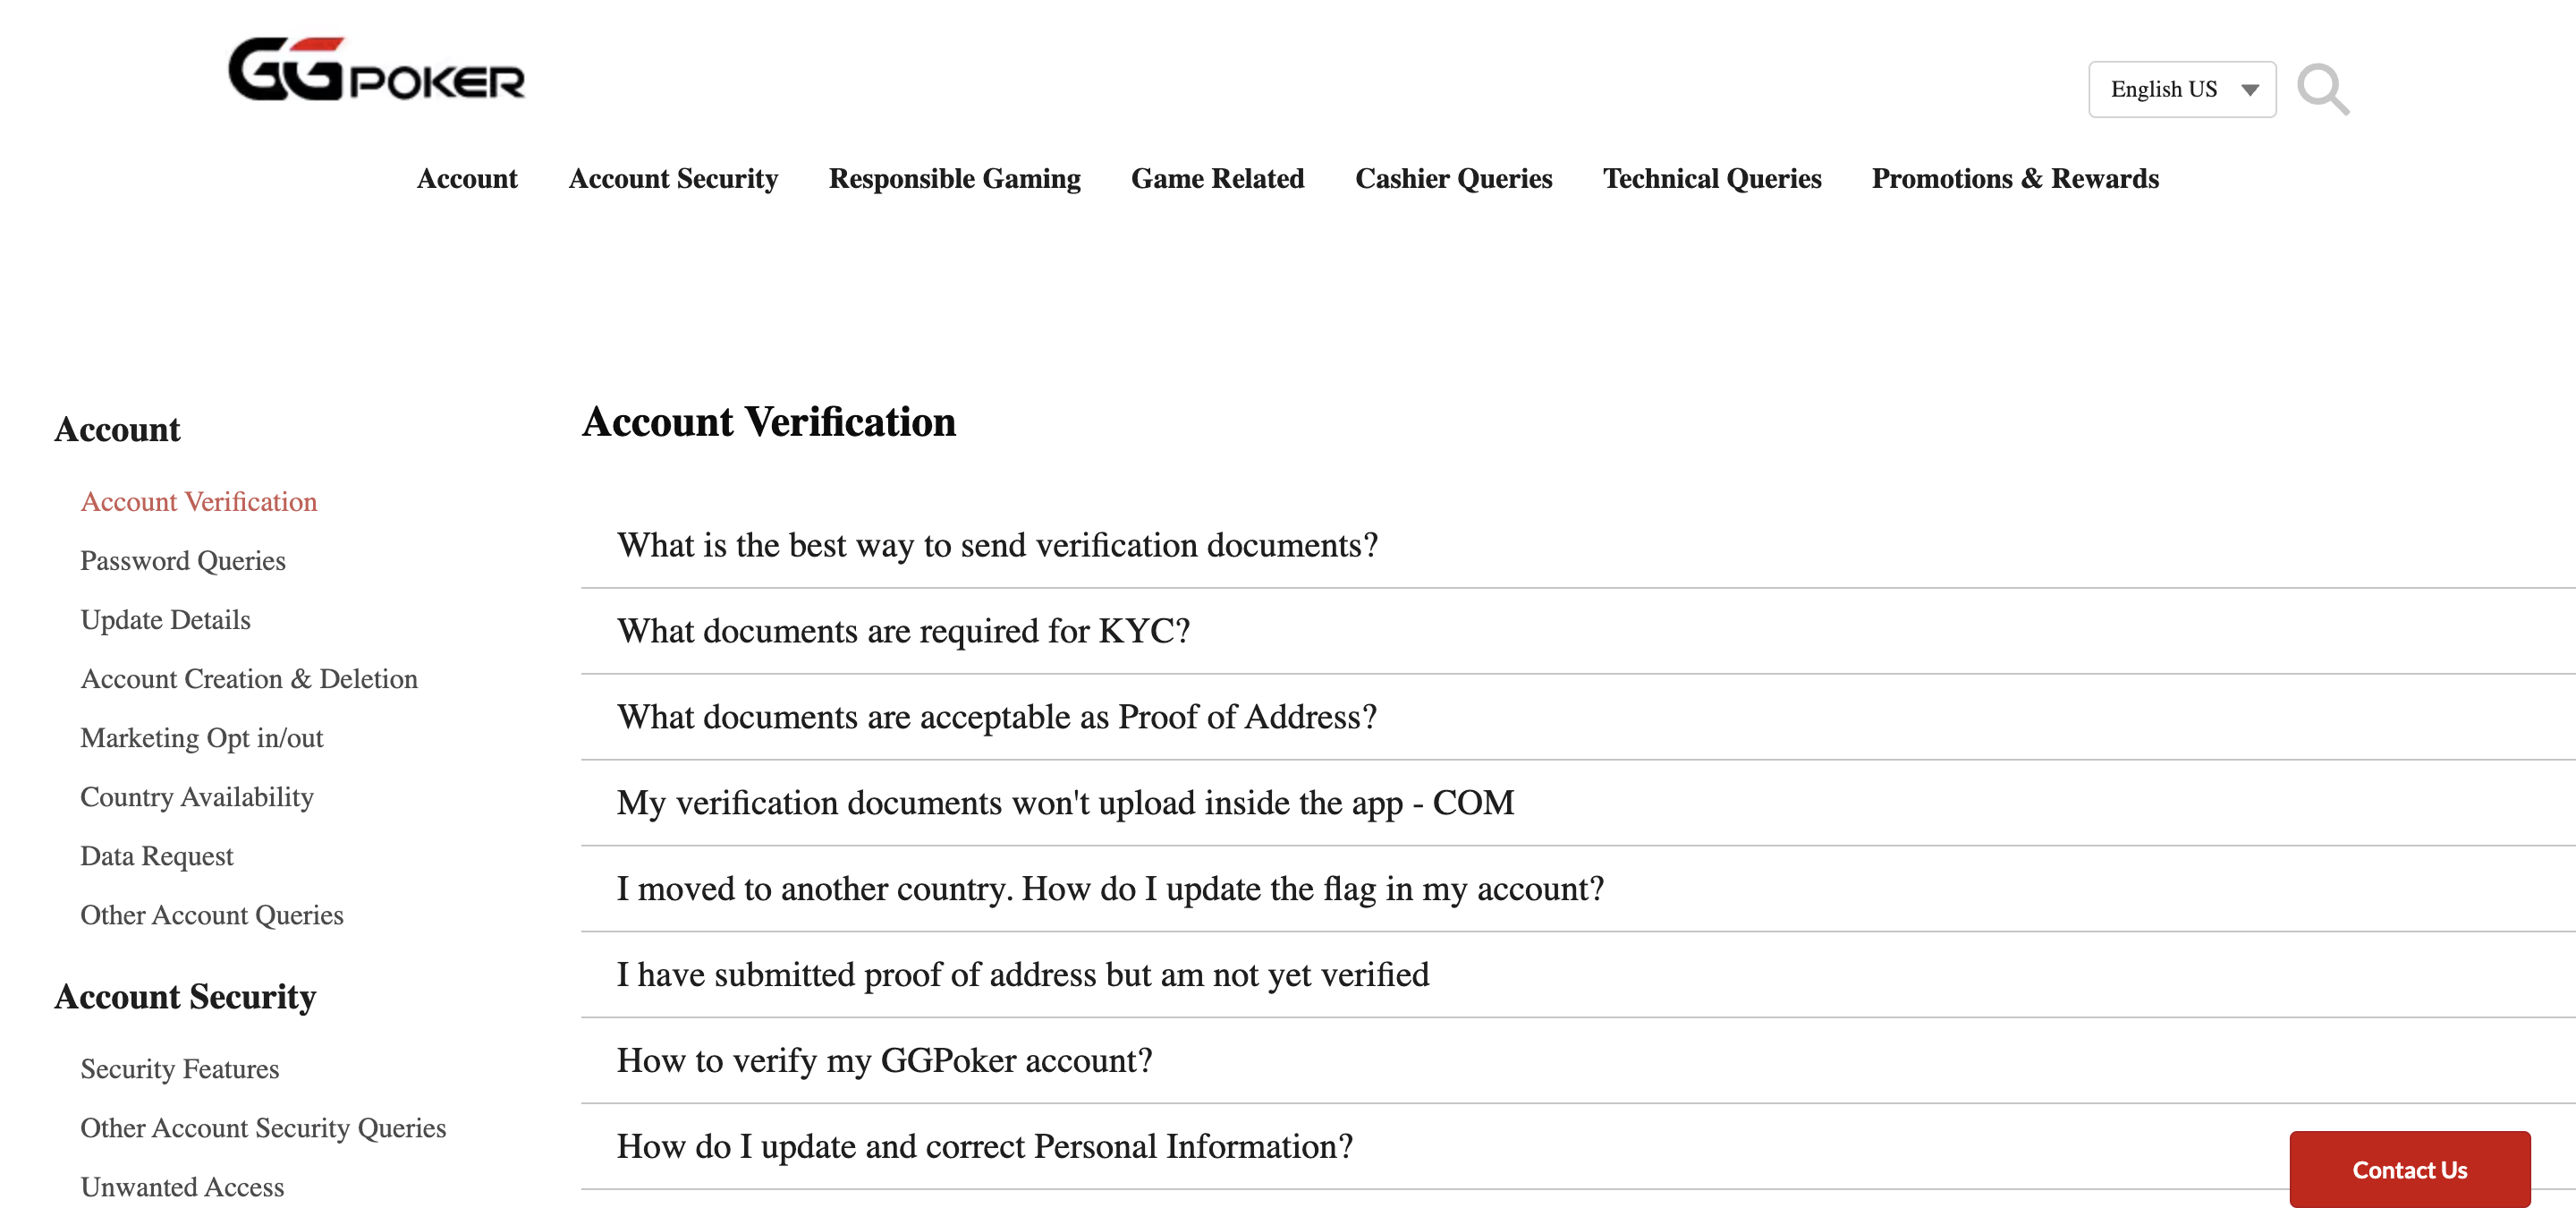 GGPOKER
English US
Account Account Security Responsible Gaming Game Related Cashier Queries Technical Queries Promotions & Rewards
Account
Account Verification
Password Queries
Update Details
Account Creation & Deletion
Marketing Opt in/out
Country Availability
Data Request
Other Account Queries
Account Security
Security Features
Other Account Security Queries
Unwanted Access
Account Verification
What is the best way to send verification documents?
What documents are required for KYC?
What documents are acceptable as Proof of Address?
My verification documents won't upload inside the app - COM
I moved to another country. How do I update the flag in my account?
I have submitted proof of address but am not yet verified
How to verify my GGPoker account?
How do I update and correct Personal Information?
Contact Us